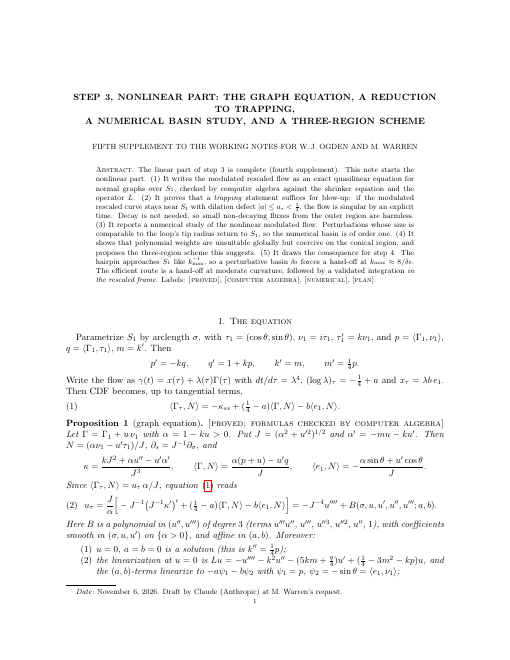 STEP 3, NONLINEAR PART: THE GRAPH EQUATION, A REDUCTION
TO TRAPPING,
A NUMERICAL BASIN STUDY, AND A THREE-REGION SCHEME
FIFTH SUPPLEMENT TO THE WORKING NOTES FOR W. J. OGDEN AND M. WARREN
ABSTRACT. The linear part of step 3 is complete (fourth supplement). This note starts the
nonlinear part. (1) It writes the modulated rescaled flow as an exact quasilinear equation for
normal graphs over S₁, checked by computer algebra against the shrinker equation and the
operator L. (2) It proves that a trapping statement suffices for blow-up: if the modulated
rescaled curve stays near S₁ with dilation defect |a| ≤ a∗ < ¼, the flow is singular by an explicit
time. Decay is not needed, so small non-decaying fluxes from the outer region are harmless.
(3) It reports a numerical study of the nonlinear modulated flow. Perturbations whose size is
comparable to the loop's tip radius return to S₁, so the numerical basin is of order one. (4) It
shows that polynomial weights are unsuitable globally but coercive on the conical region, and
proposes the three-region scheme this suggests. (5) It draws the consequence for step 4. The
hairpin approaches S₁ like k⁻¹max, so a perturbative basin δ₀ forces a hand-off at kmax ≈ 8/δ₀.
The efficient route is a hand-off at moderate curvature, followed by a validated integration in
the rescaled frame. Labels: [PROVED], [COMPUTER ALGEBRA], [NUMERICAL], [PLAN].
1. THE EQUATION
Parametrize S₁ by arclength σ, with τ₁ = (cos θ, sin θ), ν₁ = iτ₁, τ₁′ = kν₁, and p = ⟨Γ₁, ν₁⟩,
q = ⟨Γ₁, τ₁⟩, m = k′. Then
p′ = −kq, q′ = 1 + kp, k′ = m, m′ = ¼p.
Write the flow as γ(t) = x(τ) + λ(τ)Γ(τ) with dt/dτ = λ⁴, (log λ)τ = −¼ + a and xτ = λb e₁.
Then CDF becomes, up to tangential terms,
(1) ⟨Γτ, N⟩ = −κss + (¼ − a)⟨Γ, N⟩ − b⟨e₁, N⟩.
Proposition 1 (graph equation). [PROVED; FORMULAS CHECKED BY COMPUTER ALGEBRA]
Let Γ = Γ₁ + u ν₁ with α = 1 − ku > 0. Put J = (α² + u′²)^{1/2} and α′ = −mu − ku′. Then
N = (αν₁ − u′τ₁)/J, ∂s = J⁻¹∂σ, and
κ = (kJ² + αu″ − u′α′)/J³, ⟨Γ, N⟩ = (α(p + u) − u′q)/J, ⟨e₁, N⟩ = −(α sin θ + u′ cos θ)/J.
Since ⟨Γτ, N⟩ = uτ α/J, equation (1) reads
(2) uτ = J/α[−J⁻¹(J⁻¹κ′)′ + (¼ − a)⟨Γ, N⟩ − b⟨e₁, N⟩] = −J⁻⁴u⁗ + B(σ, u, u′, u″, u‴; a, b).
Here B is a polynomial in (u″, u‴) of degree 3 (terms u‴u″, u‴, u″³, u″², u″, 1), with coefficients
smooth in (σ, u, u′) on {α > 0}, and affine in (a, b). Moreover:
(1) u = 0, a = b = 0 is a solution (this is k″ = ¼p);
(2) the linearization at u = 0 is Lu = −u⁗ − k²u″ − (5km + q/4)u′ + (¼ − 3m² − kp)u, and
the (a, b)-terms linearize to −aψ₁ − bψ₂ with ψ₁ = p, ψ₂ = − sin θ = ⟨e₁, ν₁⟩;
Date: November 6, 2026. Draft by Claude (Anthropic) at M. Warren's request.
1